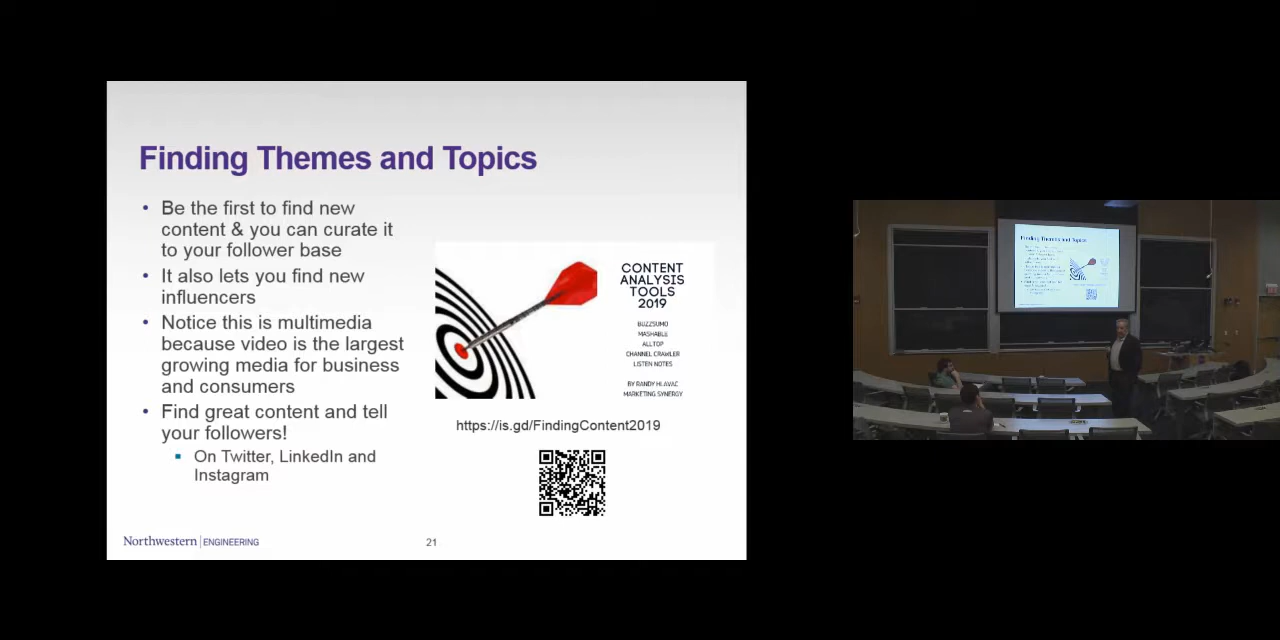 Finding Themes and Topics
• Be the first to find new
content & you can curate it
to your follower base
• It also lets you find new
influencers
• Notice this is multimedia
because video is the largest
growing media for business
and consumers
• Find great content and tell
your followers!
▪ On Twitter, LinkedIn and
Instagram
CONTENT
ANALYSIS
TOOLS
2019
BUZZSUMO
MASHABLE
ALLTOP
CHANNEL CRAWLER
LISTEN NOTES
BY RANDY HLAVAC
MARKETING SYNERGY
https://is.gd/FindingContent2019
Northwestern | ENGINEERING
21
Finding Themes and Topics